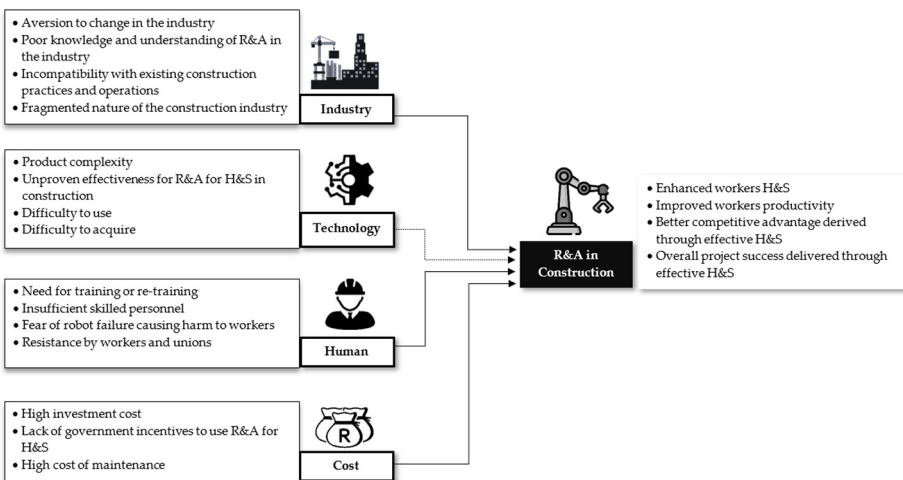 • Aversion to change in the industry
• Poor knowledge and understanding of R&A in
the industry
• Incompatibility with existing construction
practices and operations
• Fragmented nature of the construction industry
Industry
• Product complexity
• Unproven effectiveness for R&A for H&S in
construction
• Difficulty to use
• Difficulty to acquire
Technology
• Need for training or re-training
• Insufficient skilled personnel
• Fear of robot failure causing harm to workers
• Resistance by workers and unions
Human
• High investment cost
• Lack of government incentives to use R&A for
H&S
• High cost of maintenance
R
Cost
R&A in
Construction
• Enhanced workers H&S
• Improved workers productivity
• Better competitive advantage derived
through effective H&S
• Overall project success delivered through
effective H&S